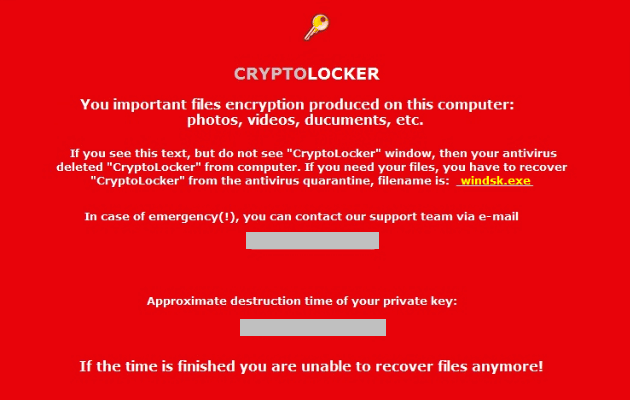 CRYPTOLOCKER
You important files encryption produced on this computer:
photos, videos, ducuments, etc.
If you see this text, but do not see "CryptoLocker" window, then your antivirus
deleted "CryptoLocker" from computer. If you need your files, you have to recover
"CryptoLocker" from the antivirus quarantine, filename is: windsk.exe
In case of emergency(!), you can contact our support team via e-mail
Approximate destruction time of your private key:
If the time is finished you are unable to recover files anymore!